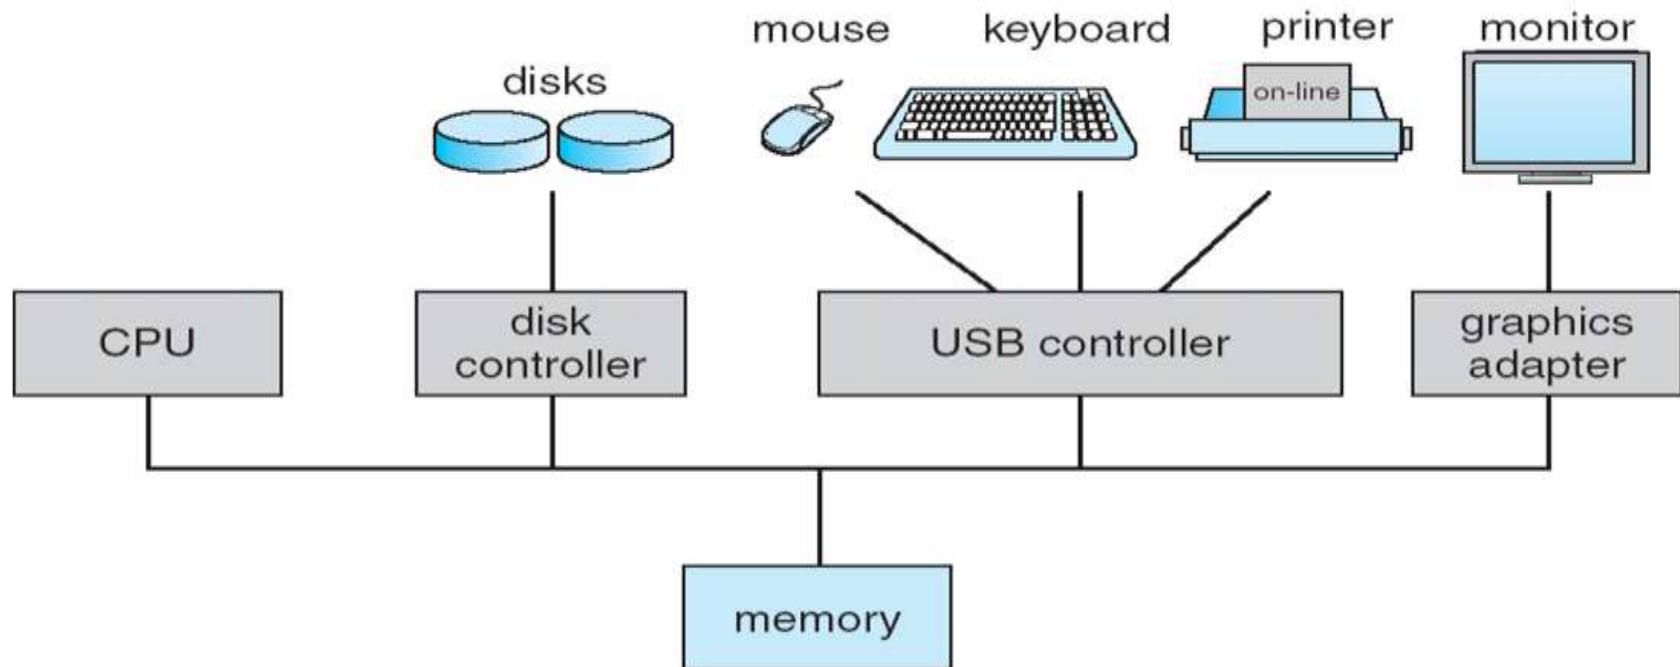 mouse
keyboard
printer
monitor
disks
on-line
CPU
disk
controller
USB controller
graphics
adapter
memory